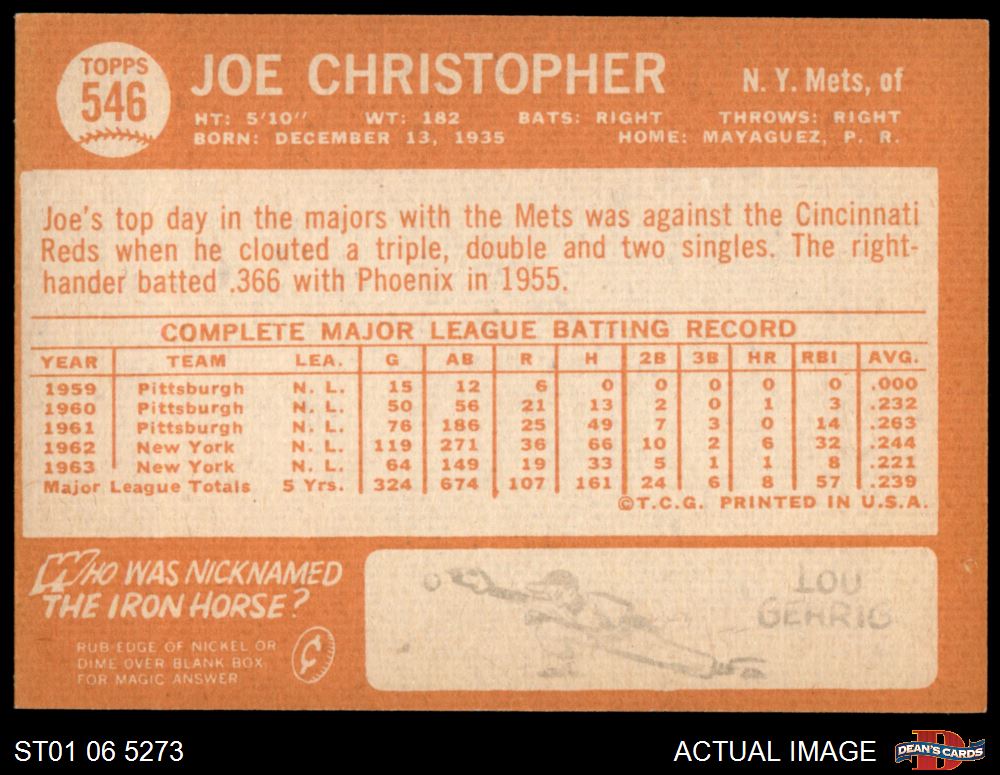 TOPPS
546
JOE CHRISTOPHER
N. Y. Mets, of
HT: 5'10" WT: 182 BATS: RIGHT THROWS: RIGHT
BORN: DECEMBER 13, 1935 HOME: MAYAGUEZ, P. R.
Joe's top day in the majors with the Mets was against the Cincinnati
Reds when he clouted a triple, double and two singles. The right-
hander batted .366 with Phoenix in 1955.
COMPLETE MAJOR LEAGUE BATTING RECORD
YEAR TEAM LEA. G AB R H 2B 3B HR RBI AVG.
1959 Pittsburgh N. L. 15 12 6 0 0 0 0 0 .000
1960 Pittsburgh N. L. 50 56 21 13 2 0 1 3 .232
1961 Pittsburgh N. L. 76 186 25 49 7 3 0 14 .263
1962 New York N. L. 119 271 36 66 10 2 6 32 .244
1963 New York N. L. 64 149 19 33 5 1 1 8 .221
Major League Totals 5 Yrs. 324 674 107 161 24 6 8 57 .239
©T.C.G. PRINTED IN U.S.A.
WHO WAS NICKNAMED
THE IRON HORSE?
RUB EDGE OF NICKEL OR
DIME OVER BLANK BOX
FOR MAGIC ANSWER
LOU
GEHRIG
ST01 06 5273
ACTUAL IMAGE
DEAN'S CARDS